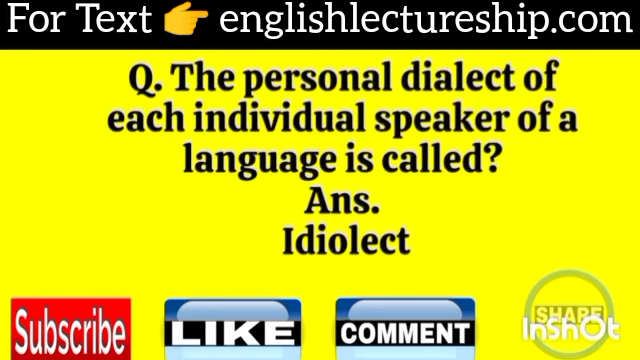 For Text 👉 englishlectureship.com
Q. The personal dialect of
each individual speaker of a
language is called?
Ans.
Idiolect
Subscribe
LIKE
COMMENT
SHARE
InShOt